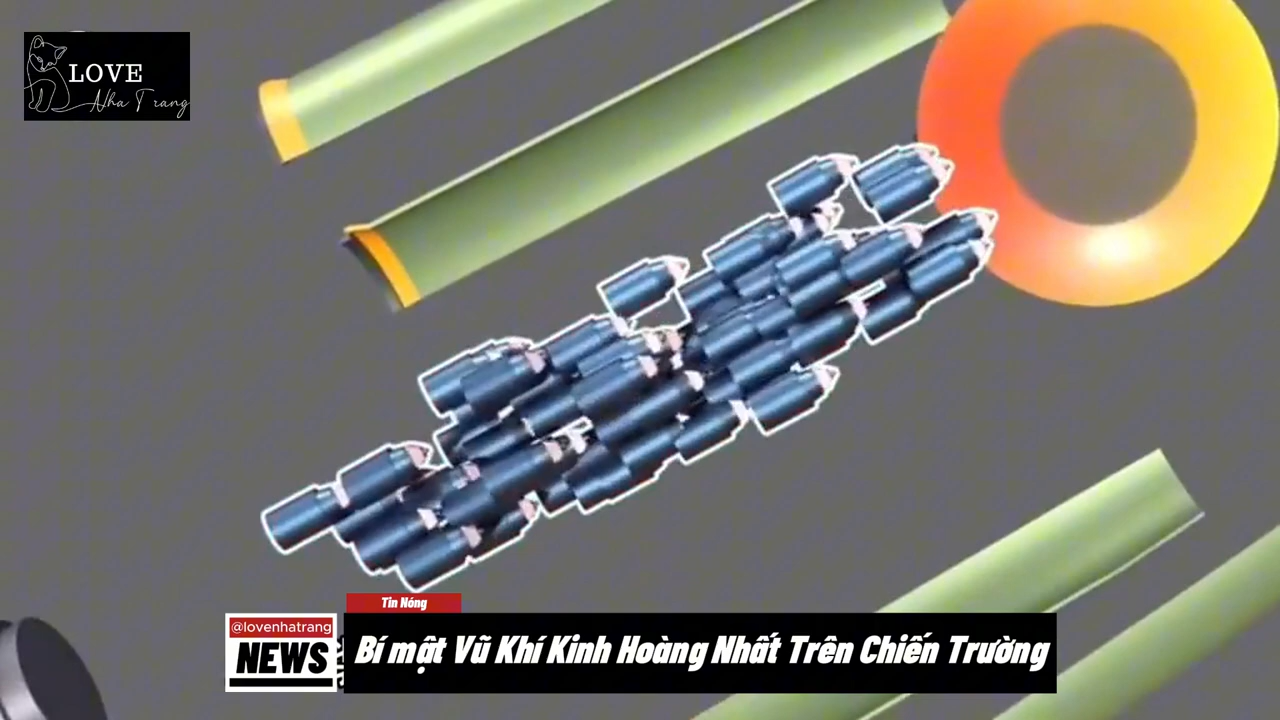 LOVE
Nha Trang
Tin Nóng
@lovenhatrang
NEWS
Bí mật Vũ Khí Kinh Hoàng Nhất Trên Chiến Trường